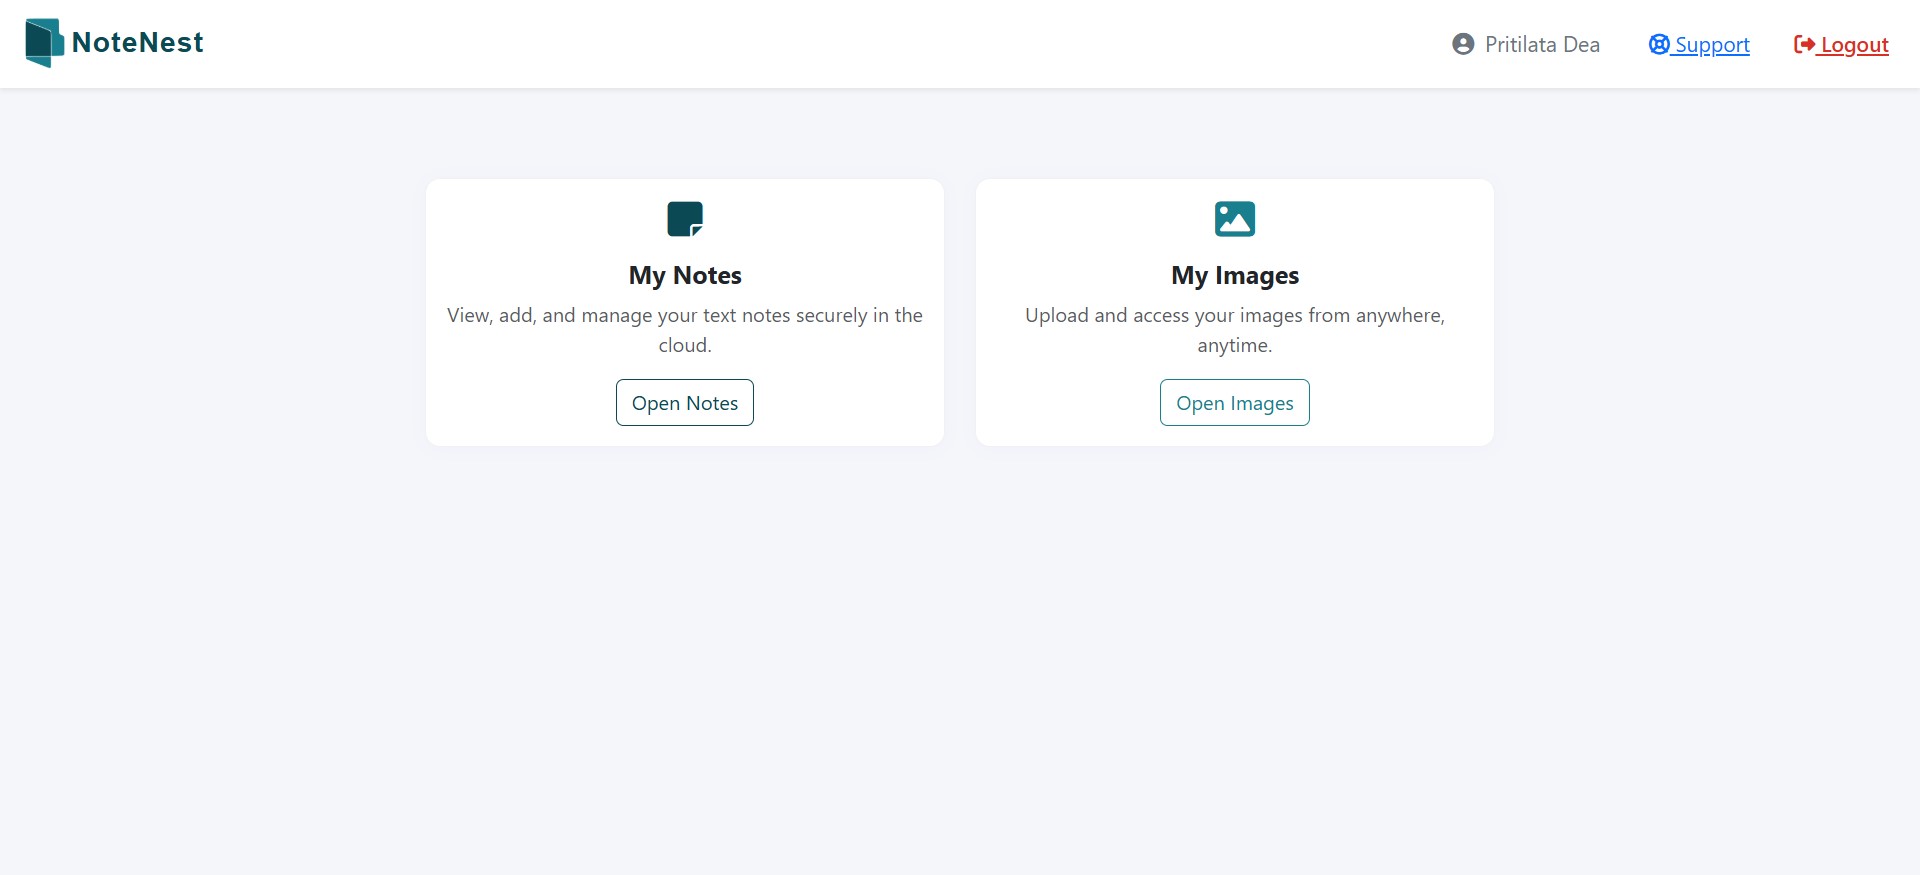 NoteNest
Pritilata Dea
Support
Logout
My Notes
View, add, and manage your text notes securely in the
cloud.
Open Notes
My Images
Upload and access your images from anywhere,
anytime.
Open Images